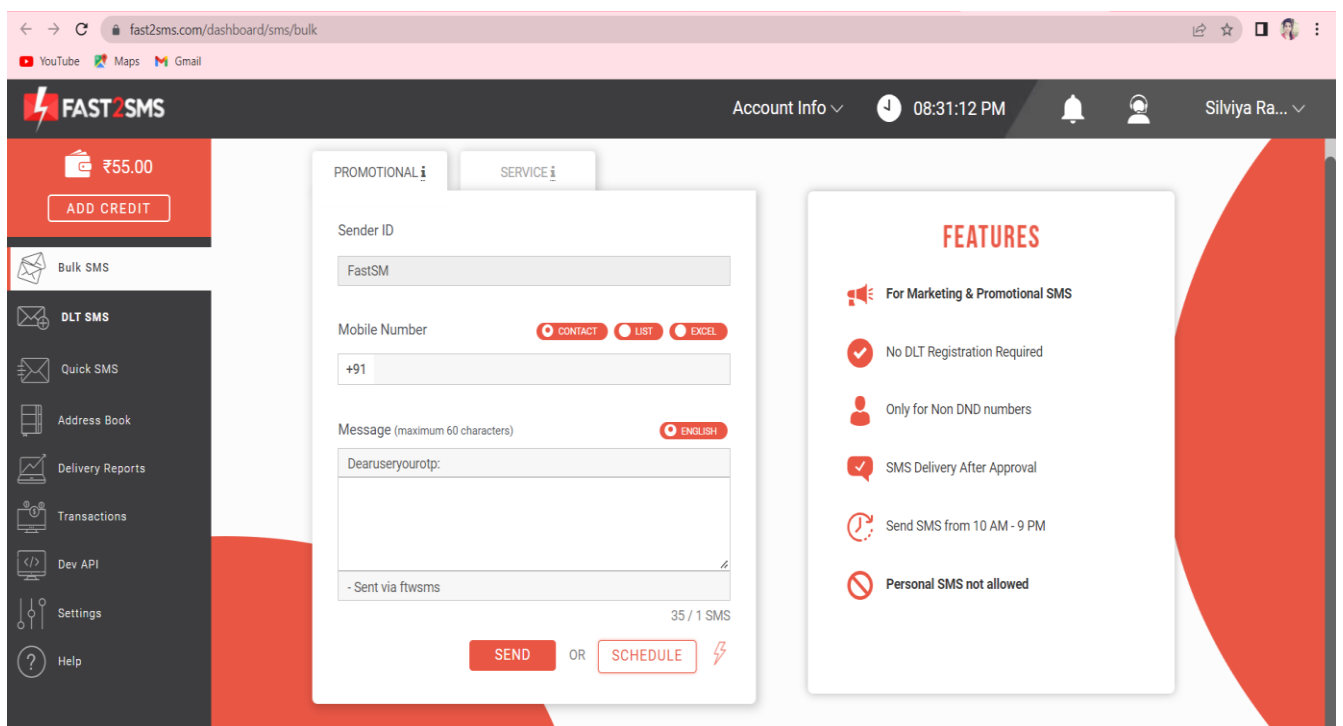 fast2sms.com/dashboard/sms/bulk
YouTube Maps Gmail
FAST2SMS Account Info 08:31:12 PM Silviya Ra...
₹55.00
ADD CREDIT
Bulk SMS
DLT SMS
Quick SMS
Address Book
Delivery Reports
Transactions
Dev API
Settings
Help
PROMOTIONAL i SERVICE i
Sender ID
FastSM
Mobile Number CONTACT LIST EXCEL
+91
Message (maximum 60 characters) ENGLISH
Dearuseryourotp:
- Sent via ftwsms
35 / 1 SMS
SEND OR SCHEDULE
FEATURES
For Marketing & Promotional SMS
No DLT Registration Required
Only for Non DND numbers
SMS Delivery After Approval
Send SMS from 10 AM - 9 PM
Personal SMS not allowed